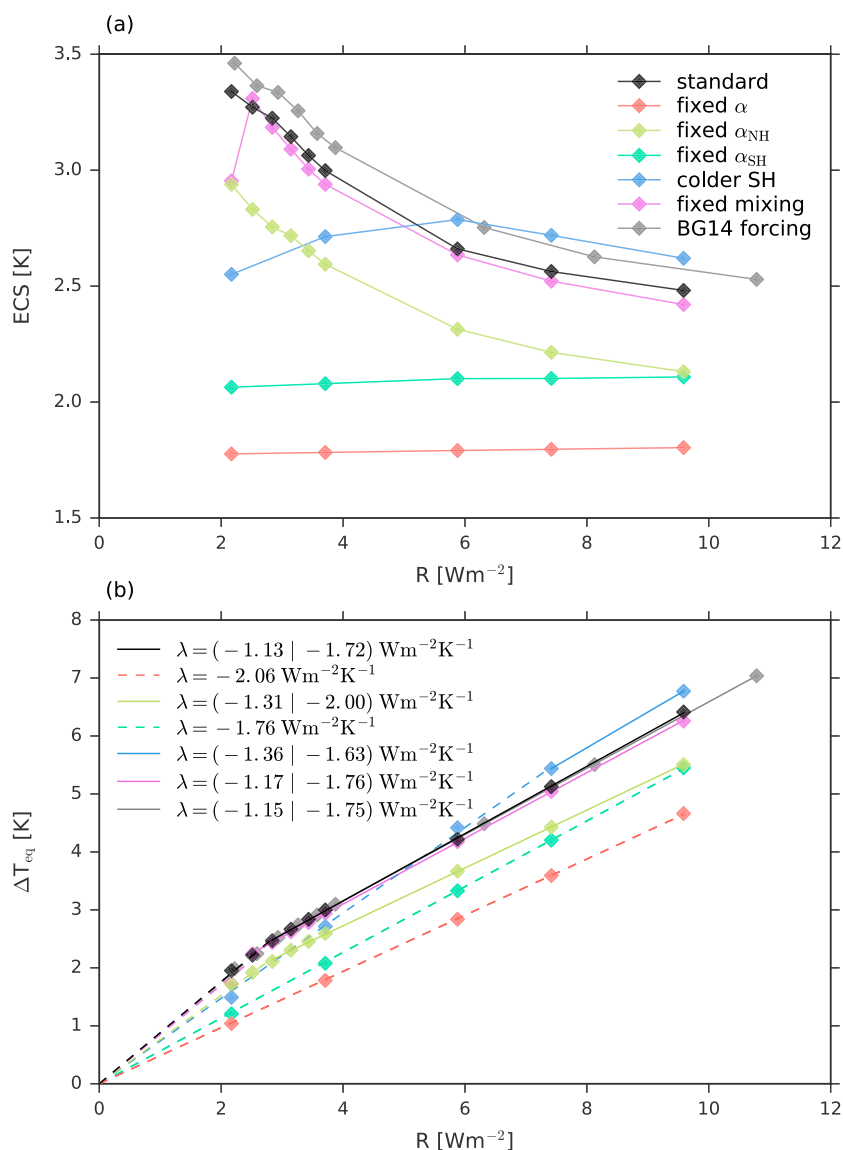 (a)
3.5
3.0
2.5
2.0
1.5
ECS [K]
standard
fixed α
fixed α_NH
fixed α_SH
colder SH
fixed mixing
BG14 forcing
0 2 4 6 8 10 12
R [Wm⁻²]
(b)
8
7
6
5
4
3
2
1
0
ΔT_eq [K]
λ=(−1.13 | −1.72) Wm⁻²K⁻¹
λ=−2.06 Wm⁻²K⁻¹
λ=(−1.31 | −2.00) Wm⁻²K⁻¹
λ=−1.76 Wm⁻²K⁻¹
λ=(−1.36 | −1.63) Wm⁻²K⁻¹
λ=(−1.17 | −1.76) Wm⁻²K⁻¹
λ=(−1.15 | −1.75) Wm⁻²K⁻¹
0 2 4 6 8 10 12
R [Wm⁻²]